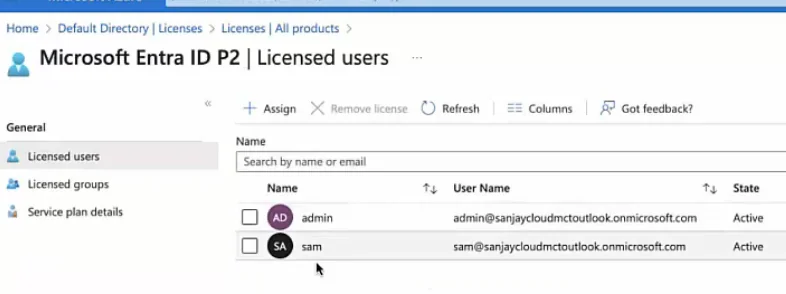 Home > Default Directory | Licenses > Licenses | All products >
Microsoft Entra ID P2 | Licensed users ...
«
+ Assign × Remove license Refresh Columns Got feedback?
General
Licensed users
Licensed groups
Service plan details
Name
Search by name or email
Name ↑↓ User Name ↑↓ State
AD admin admin@sanjaycloudmctoutlook.onmicrosoft.com Active
SA sam sam@sanjaycloudmctoutlook.onmicrosoft.com Active